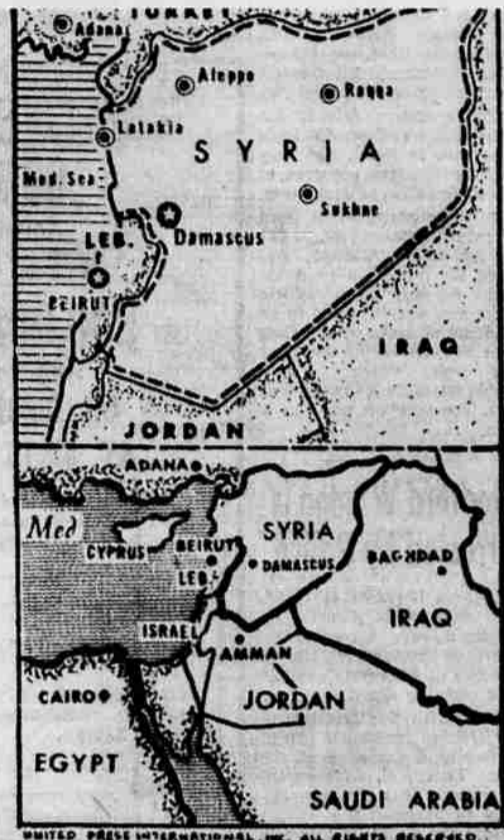 TURKEY
Adana
Aleppo
Raqqa
Latakia
SYRIA
Med. Sea
Sukhne
LEB.
Damascus
BEIRUT
IRAQ
JORDAN
ADANA
Med
CYPRUS
BEIRUT
SYRIA
DAMASCUS
BAGHDAD
LEB.
IRAQ
ISRAEL
AMMAN
CAIRO
JORDAN
EGYPT
SAUDI ARABIA
UNITED PRESS INTERNATIONAL, INC. ALL RIGHTS RESERVED